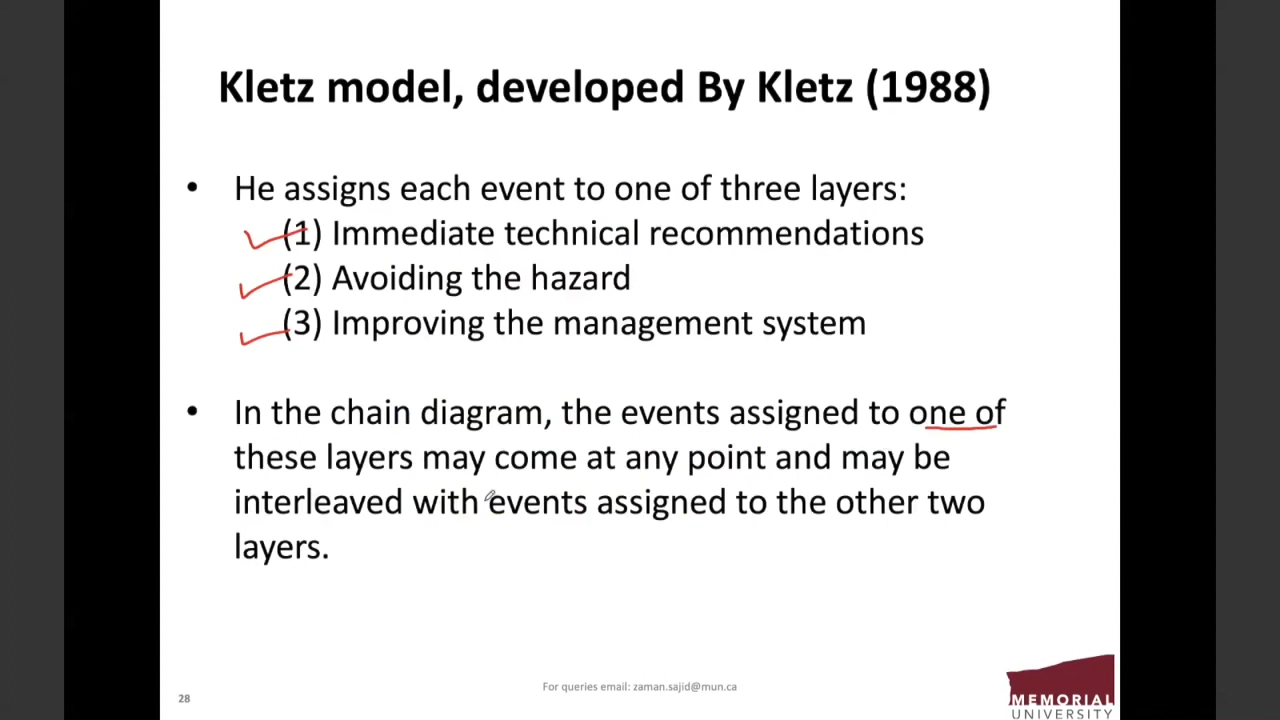 Kletz model, developed By Kletz (1988)
• He assigns each event to one of three layers:
(1) Immediate technical recommendations
(2) Avoiding the hazard
(3) Improving the management system
• In the chain diagram, the events assigned to one of
these layers may come at any point and may be
interleaved with events assigned to the other two
layers.
For queries email: zaman.sajid@mun.ca
28
MEMORIAL
UNIVERSITY